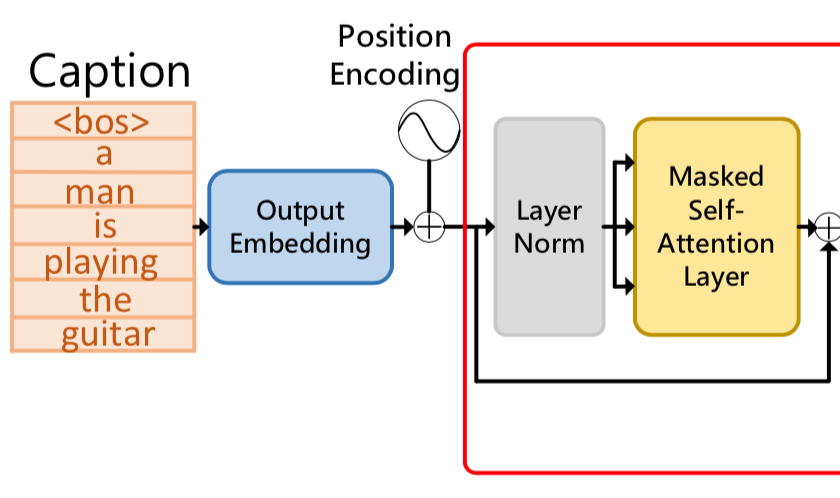 Caption
<bos>
a
man
is
playing
the
guitar
Output
Embedding
Position
Encoding
Layer
Norm
Masked
Self-
Attention
Layer